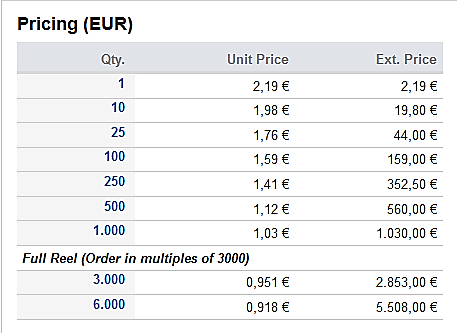 Pricing (EUR)
Qty. Unit Price Ext. Price
1 2,19 € 2,19 €
10 1,98 € 19,80 €
25 1,76 € 44,00 €
100 1,59 € 159,00 €
250 1,41 € 352,50 €
500 1,12 € 560,00 €
1.000 1,03 € 1.030,00 €
Full Reel (Order in multiples of 3000)
3.000 0,951 € 2.853,00 €
6.000 0,918 € 5.508,00 €